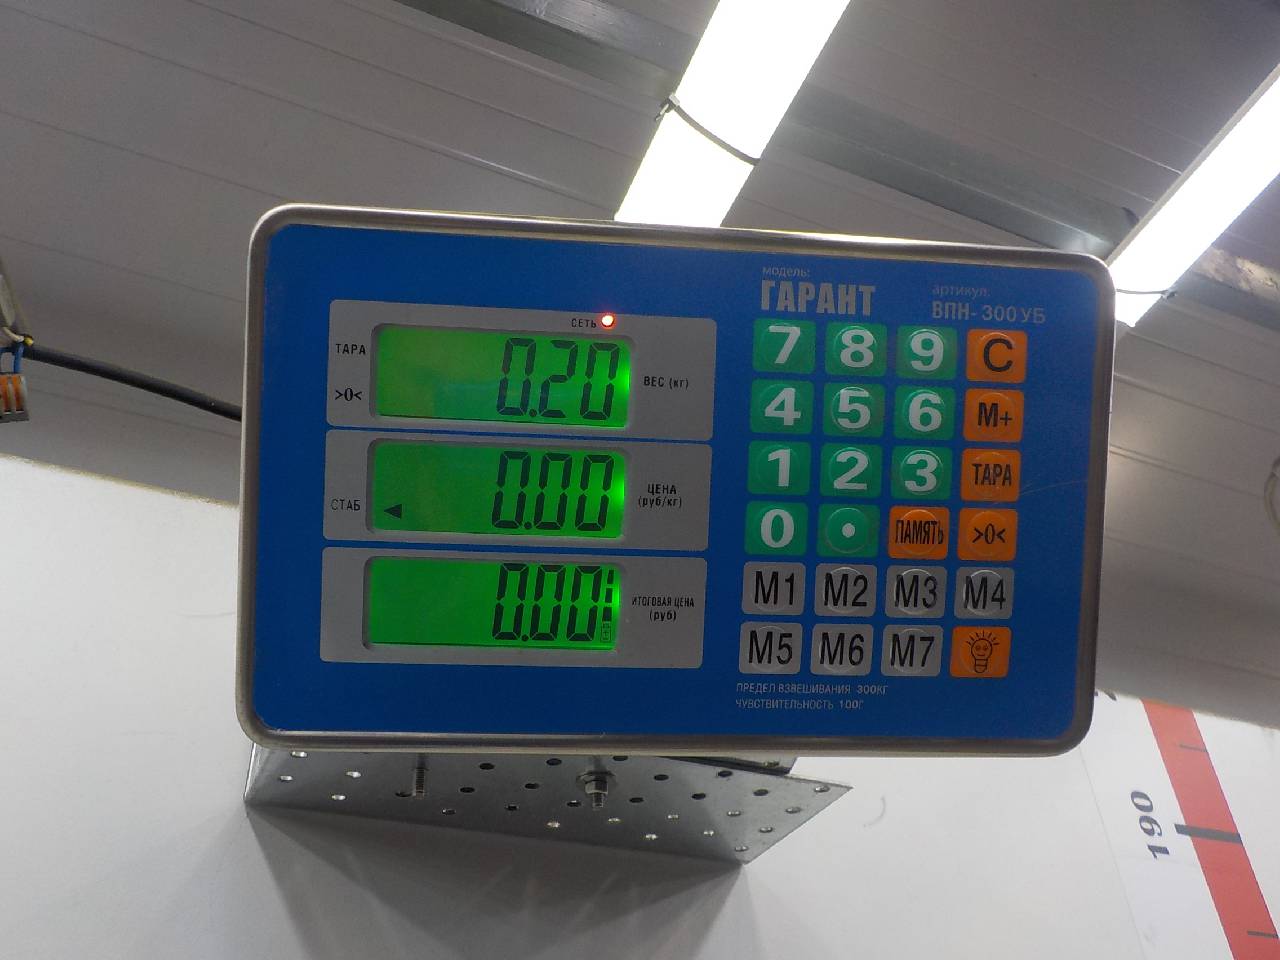 модель:
ГАРАНТ
артикул.
ВПН- 300 УБ
СЕТЬ
ТАРА
>0<
0.20
ВЕС (кг)
СТАБ
0.00
ЦЕНА
(руб/кг)
0.00
ИТОГОВАЯ ЦЕНА
(руб)
7 8 9 C
4 5 6 M+
1 2 3 ТАРА
0 • ПАМЯТЬ >0<
M1 M2 M3 M4
M5 M6 M7
ПРЕДЕЛ ВЗВЕШИВАНИЯ 300КГ
ЧУВСТВИТЕЛЬНОСТЬ 100Г
190